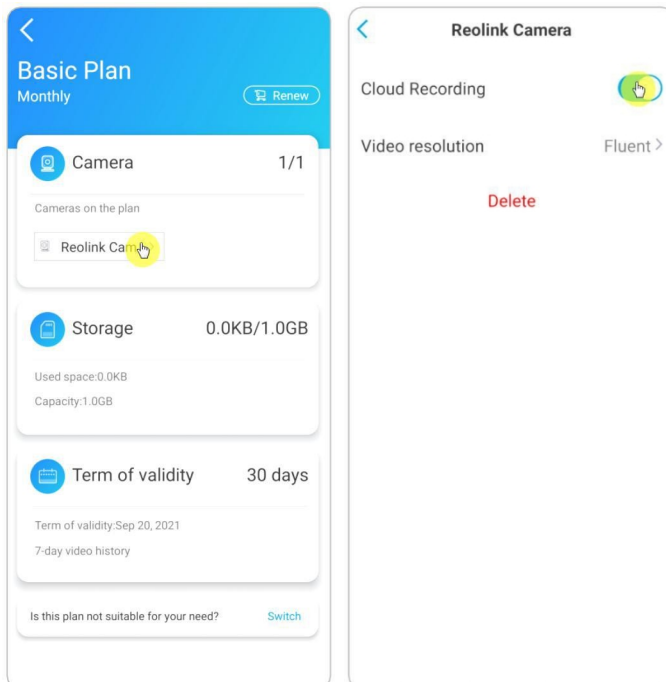 Basic Plan
Monthly
Renew
Camera 1/1
Cameras on the plan
Reolink Cam
Storage 0.0KB/1.0GB
Used space:0.0KB
Capacity:1.0GB
Term of validity 30 days
Term of validity:Sep 20, 2021
7-day video history
Is this plan not suitable for your need? Switch
Reolink Camera
Cloud Recording
Video resolution Fluent
Delete